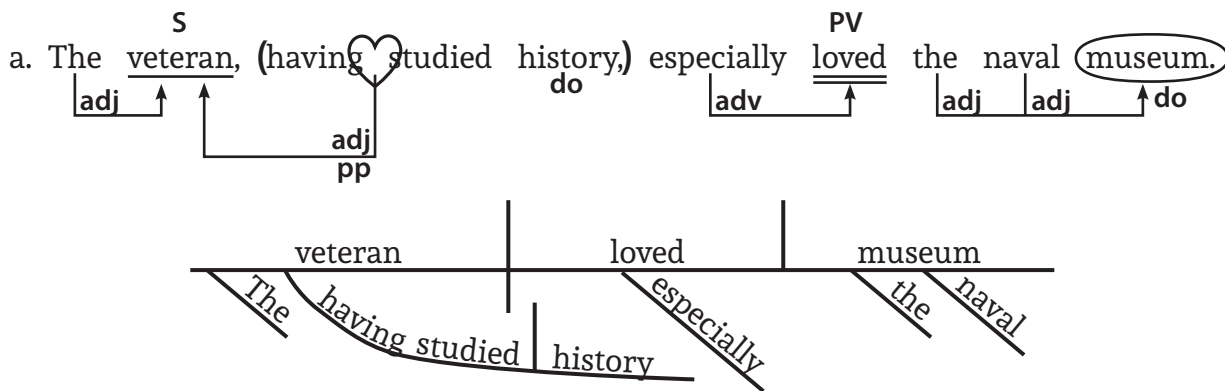 S PV
a. The veteran, (having studied history,) especially loved the naval museum.
adj do adv adj adj do
adj
pp
veteran loved museum
The having studied history especially the naval